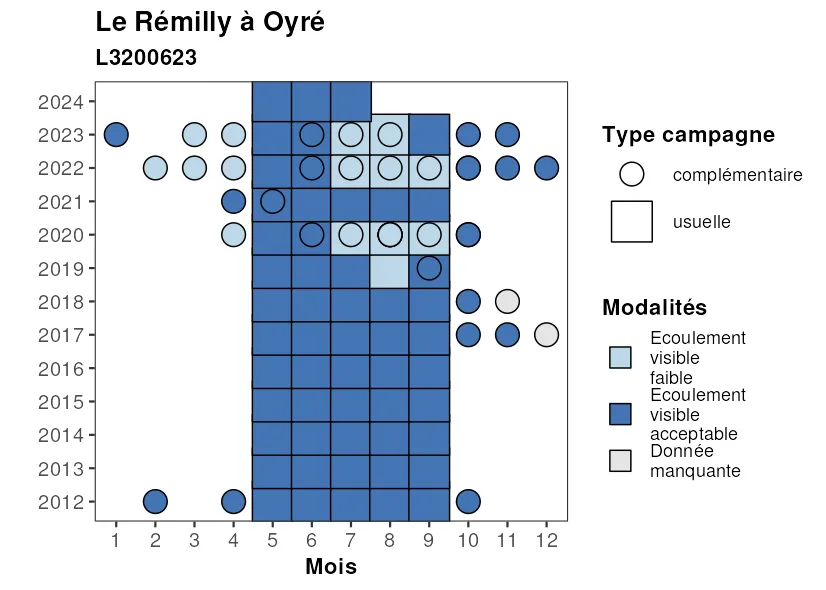 Le Rémilly à Oyré
L3200623
2024
2023
2022
2021
2020
2019
2018
2017
2016
2015
2014
2013
2012
1 2 3 4 5 6 7 8 9 10 11 12
Mois
Type campagne
complémentaire
usuelle
Modalités
Ecoulement
visible
faible
Ecoulement
visible
acceptable
Donnée
manquante